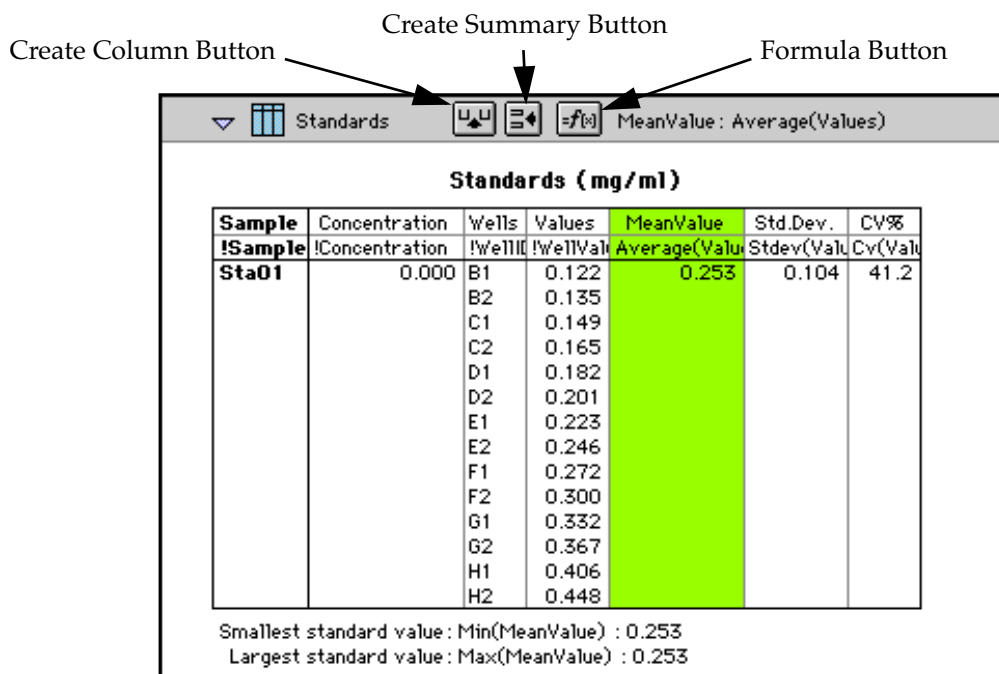 Create Summary Button
Create Column Button
Formula Button
Standards =f(x) MeanValue : Average(Values)
Standards (mg/ml)
Sample Concentration Wells Values MeanValue Std.Dev. CV%
!Sample !Concentration !WellID !WellVal Average(Valu Stdev(Valu Cv(Valu
Sta01 0.000 B1 0.122 0.253 0.104 41.2
B2 0.135
C1 0.149
C2 0.165
D1 0.182
D2 0.201
E1 0.223
E2 0.246
F1 0.272
F2 0.300
G1 0.332
G2 0.367
H1 0.406
H2 0.448
Smallest standard value : Min(MeanValue) : 0.253
Largest standard value : Max(MeanValue) : 0.253